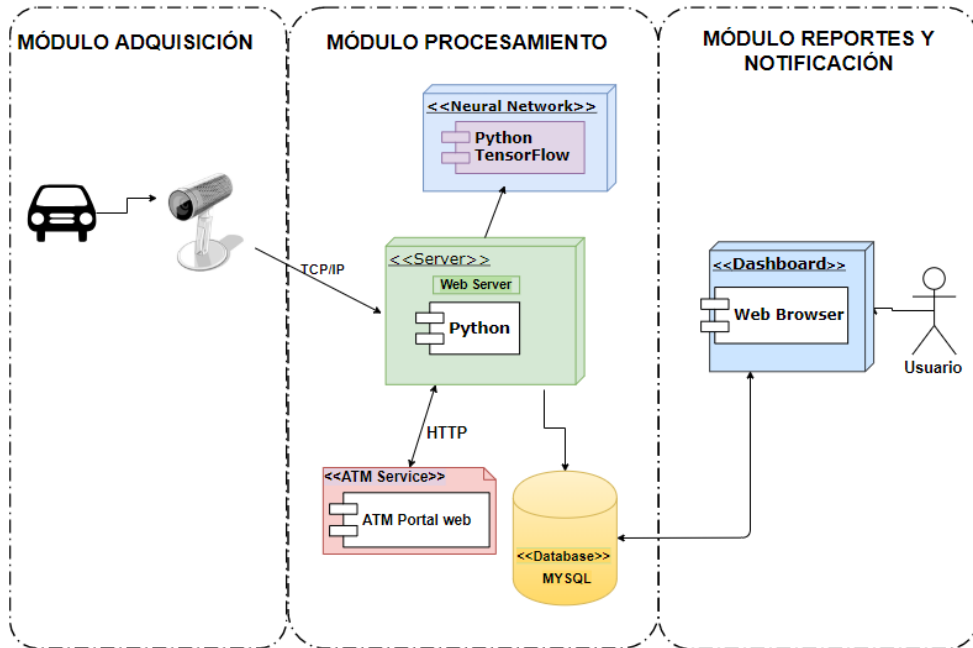 MÓDULO ADQUISICIÓN
MÓDULO PROCESAMIENTO
MÓDULO REPORTES Y
NOTIFICACIÓN
<<Neural Network>>
Python
TensorFlow
TCP/IP
<<Server>>
Web Server
Python
<<Dashboard>>
Web Browser
Usuario
HTTP
<<ATM Service>>
ATM Portal web
<<Database>>
MYSQL